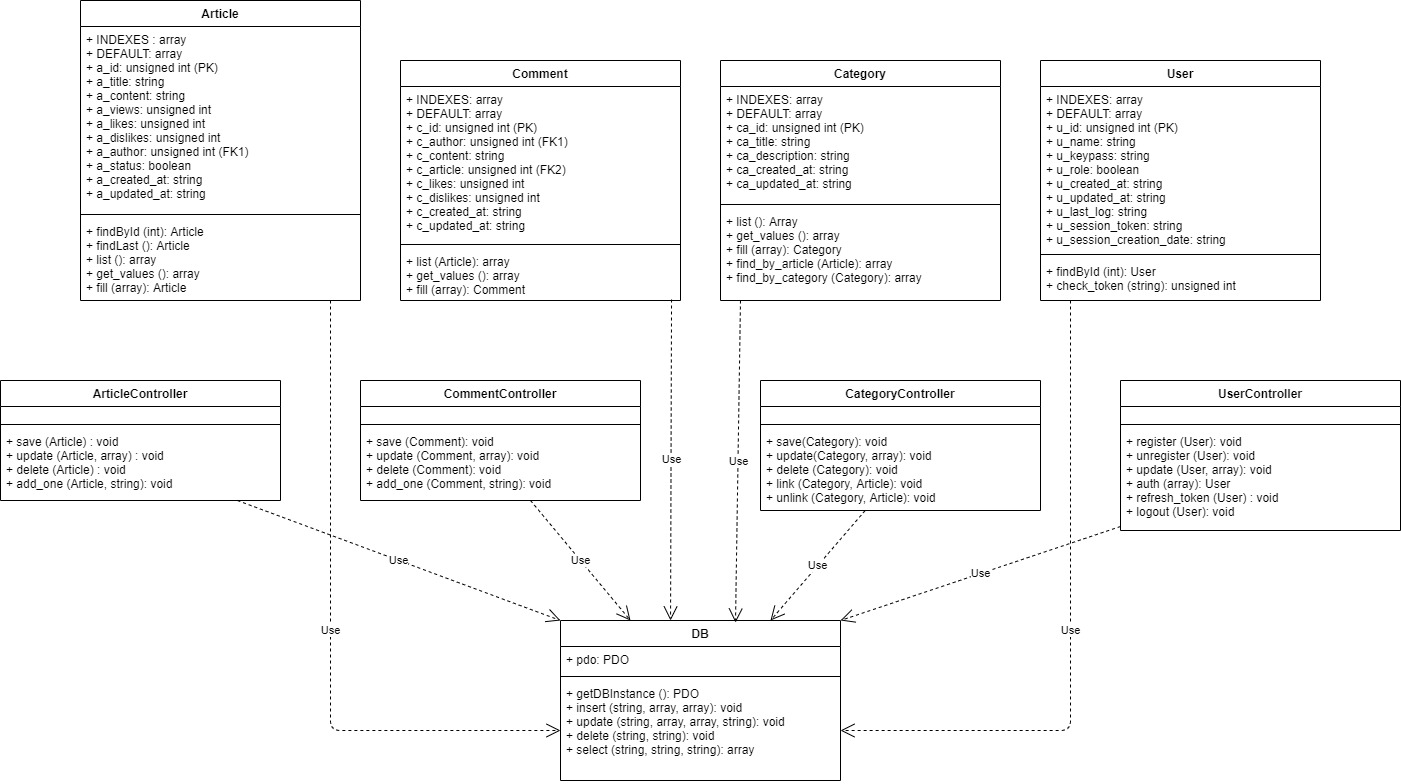 Article
+ INDEXES : array
+ DEFAULT: array
+ a_id: unsigned int (PK)
+ a_title: string
+ a_content: string
+ a_views: unsigned int
+ a_likes: unsigned int
+ a_dislikes: unsigned int
+ a_author: unsigned int (FK1)
+ a_status: boolean
+ a_created_at: string
+ a_updated_at: string
+ findById (int): Article
+ findLast (): Article
+ list (): array
+ get_values (): array
+ fill (array): Article
Comment
+ INDEXES: array
+ DEFAULT: array
+ c_id: unsigned int (PK)
+ c_author: unsigned int (FK1)
+ c_content: string
+ c_article: unsigned int (FK2)
+ c_likes: unsigned int
+ c_dislikes: unsigned int
+ c_created_at: string
+ c_updated_at: string
+ list (Article): array
+ get_values (): array
+ fill (array): Comment
Category
+ INDEXES: array
+ DEFAULT: array
+ ca_id: unsigned int (PK)
+ ca_title: string
+ ca_description: string
+ ca_created_at: string
+ ca_updated_at: string
+ list (): Array
+ get_values (): array
+ fill (array): Category
+ find_by_article (Article): array
+ find_by_category (Category): array
User
+ INDEXES: array
+ DEFAULT: array
+ u_id: unsigned int (PK)
+ u_name: string
+ u_keypass: string
+ u_role: boolean
+ u_created_at: string
+ u_updated_at: string
+ u_last_log: string
+ u_session_token: string
+ u_session_creation_date: string
+ findById (int): User
+ check_token (string): unsigned int
ArticleController
+ save (Article) : void
+ update (Article, array) : void
+ delete (Article) : void
+ add_one (Article, string): void
CommentController
+ save (Comment): void
+ update (Comment, array): void
+ delete (Comment): void
+ add_one (Comment, string): void
CategoryController
+ save(Category): void
+ update(Category, array): void
+ delete (Category): void
+ link (Category, Article): void
+ unlink (Category, Article): void
UserController
+ register (User): void
+ unregister (User): void
+ update (User, array): void
+ auth (array): User
+ refresh_token (User) : void
+ logout (User): void
Use
Use
Use
Use
Use
Use
Use
Use
DB
+ pdo: PDO
+ getDBInstance (): PDO
+ insert (string, array, array): void
+ update (string, array, array, string): void
+ delete (string, string): void
+ select (string, string, string): array